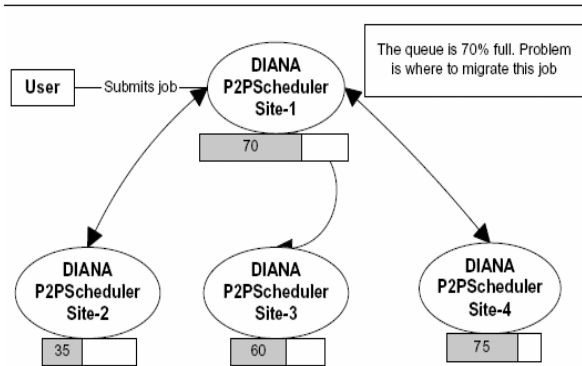 User
Submits job
DIANA
P2PScheduler
Site-1
70
The queue is 70% full. Problem
is where to migrate this job
DIANA
P2PScheduler
Site-2
35
DIANA
P2PScheduler
Site-3
60
DIANA
P2PScheduler
Site-4
75